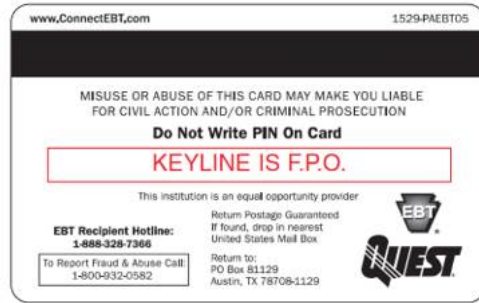 www.ConnectEBT.com 1529-PAEBT05
MISUSE OR ABUSE OF THIS CARD MAY MAKE YOU LIABLE
FOR CIVIL ACTION AND/OR CRIMINAL PROSECUTION
Do Not Write PIN On Card
KEYLINE IS F.P.O.
This institution is an equal opportunity provider
EBT Recipient Hotline:
1-888-328-7366
To Report Fraud & Abuse Call:
1-800-932-0582
Return Postage Guaranteed
If found, drop in nearest
United States Mail Box
Return to:
PO Box 81129
Austin, TX 78708-1129
EBT
®
QUEST